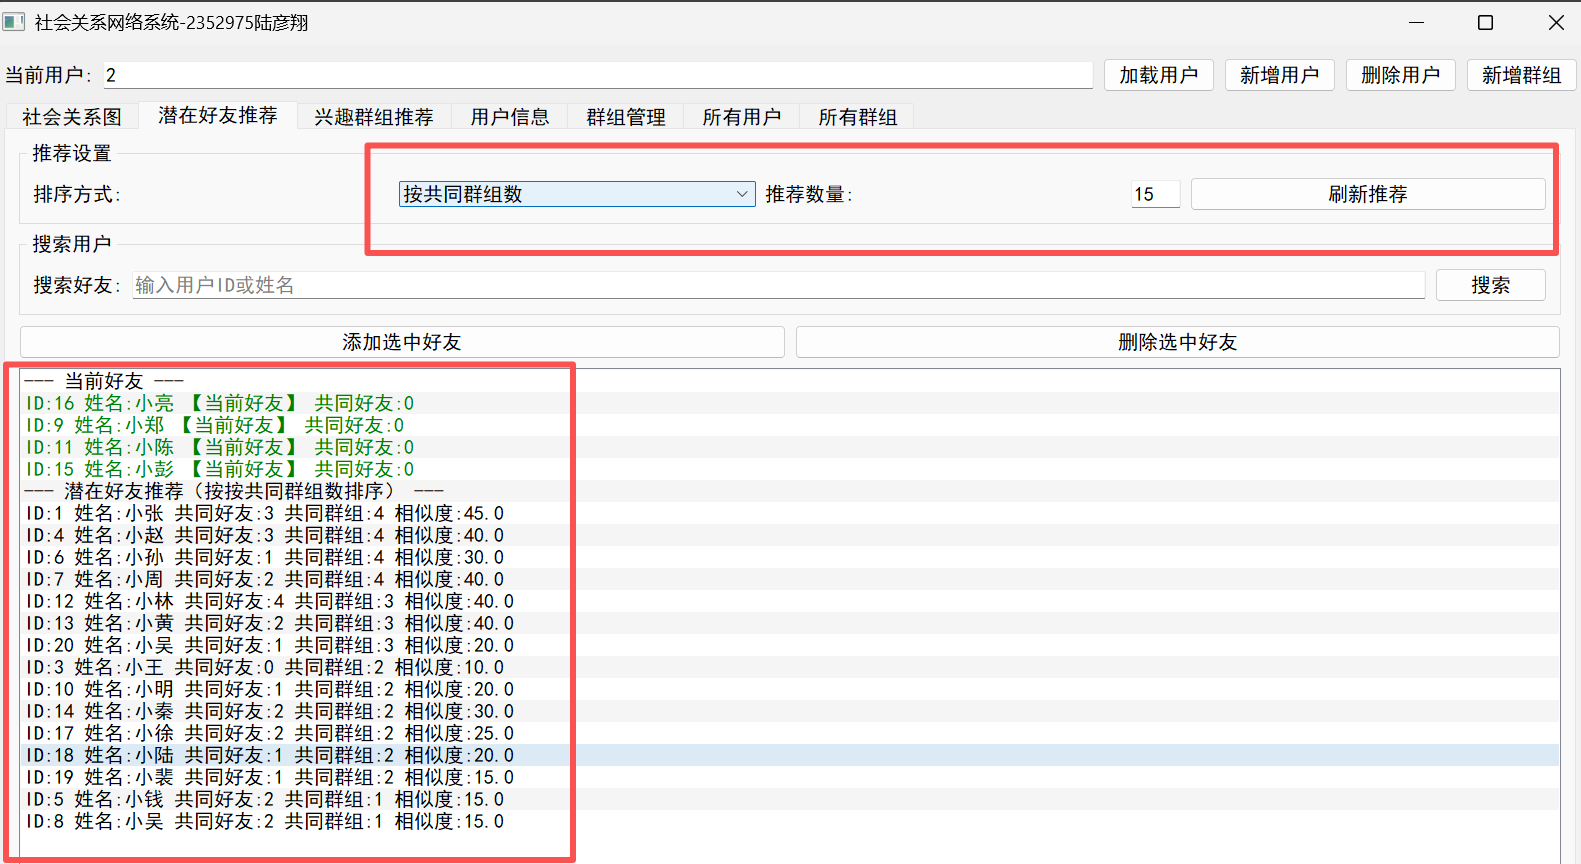 社会关系网络系统-2352975陆彦翔
当前用户: 2 加载用户 新增用户 删除用户 新增群组
社会关系图 潜在好友推荐 兴趣群组推荐 用户信息 群组管理 所有用户 所有群组
推荐设置
排序方式: 按共同群组数 推荐数量: 15 刷新推荐
搜索用户
搜索好友: 输入用户ID或姓名 搜索
添加选中好友 删除选中好友
--- 当前好友 ---
ID:16 姓名:小亮 【当前好友】 共同好友:0
ID:9 姓名:小郑 【当前好友】 共同好友:0
ID:11 姓名:小陈 【当前好友】 共同好友:0
ID:15 姓名:小彭 【当前好友】 共同好友:0
--- 潜在好友推荐（按按共同群组数排序） ---
ID:1 姓名:小张 共同好友:3 共同群组:4 相似度:45.0
ID:4 姓名:小赵 共同好友:3 共同群组:4 相似度:40.0
ID:6 姓名:小孙 共同好友:1 共同群组:4 相似度:30.0
ID:7 姓名:小周 共同好友:2 共同群组:4 相似度:40.0
ID:12 姓名:小林 共同好友:4 共同群组:3 相似度:40.0
ID:13 姓名:小黄 共同好友:2 共同群组:3 相似度:40.0
ID:20 姓名:小吴 共同好友:1 共同群组:3 相似度:20.0
ID:3 姓名:小王 共同好友:0 共同群组:2 相似度:10.0
ID:10 姓名:小明 共同好友:1 共同群组:2 相似度:20.0
ID:14 姓名:小秦 共同好友:2 共同群组:2 相似度:30.0
ID:17 姓名:小徐 共同好友:2 共同群组:2 相似度:25.0
ID:18 姓名:小陆 共同好友:1 共同群组:2 相似度:20.0
ID:19 姓名:小裴 共同好友:1 共同群组:2 相似度:15.0
ID:5 姓名:小钱 共同好友:2 共同群组:1 相似度:15.0
ID:8 姓名:小吴 共同好友:2 共同群组:1 相似度:15.0